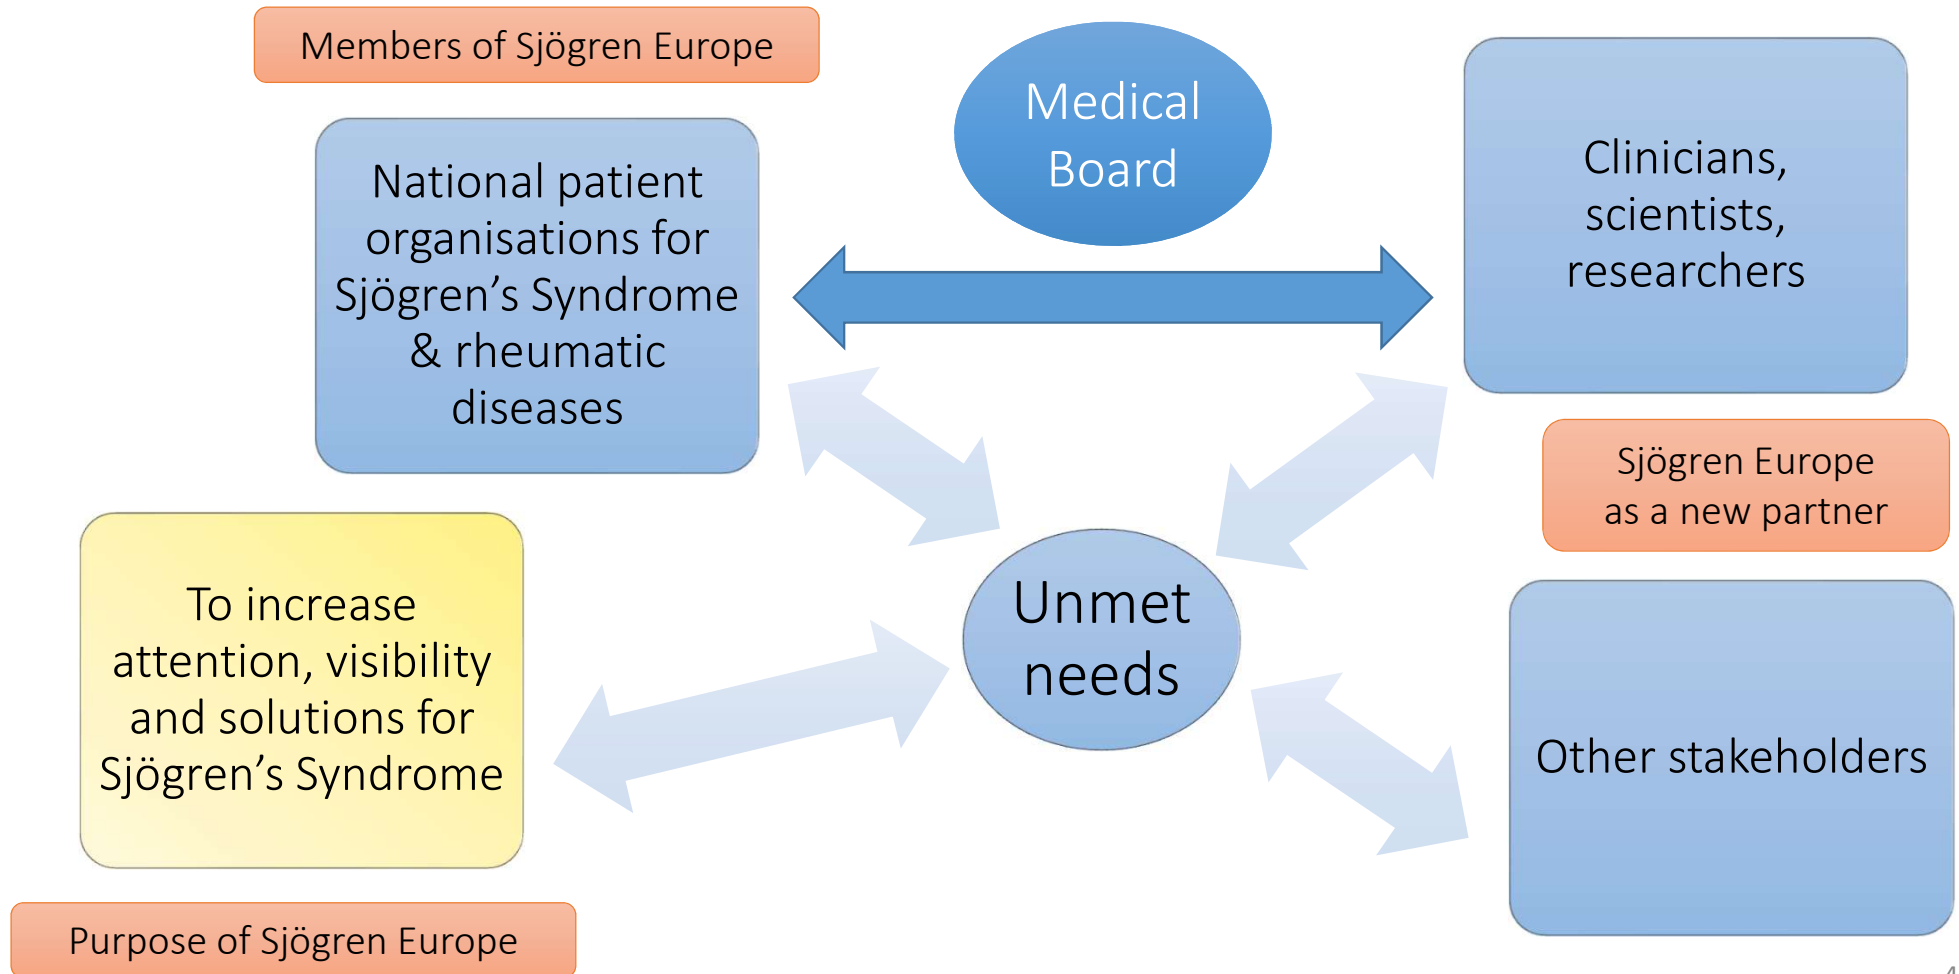 Members of Sjögren Europe
National patient
organisations for
Sjögren’s Syndrome
& rheumatic
diseases
Medical
Board
Clinicians,
scientists,
researchers
Sjögren Europe
as a new partner
To increase
attention, visibility
and solutions for
Sjögren’s Syndrome
Unmet
needs
Other stakeholders
Purpose of Sjögren Europe
4